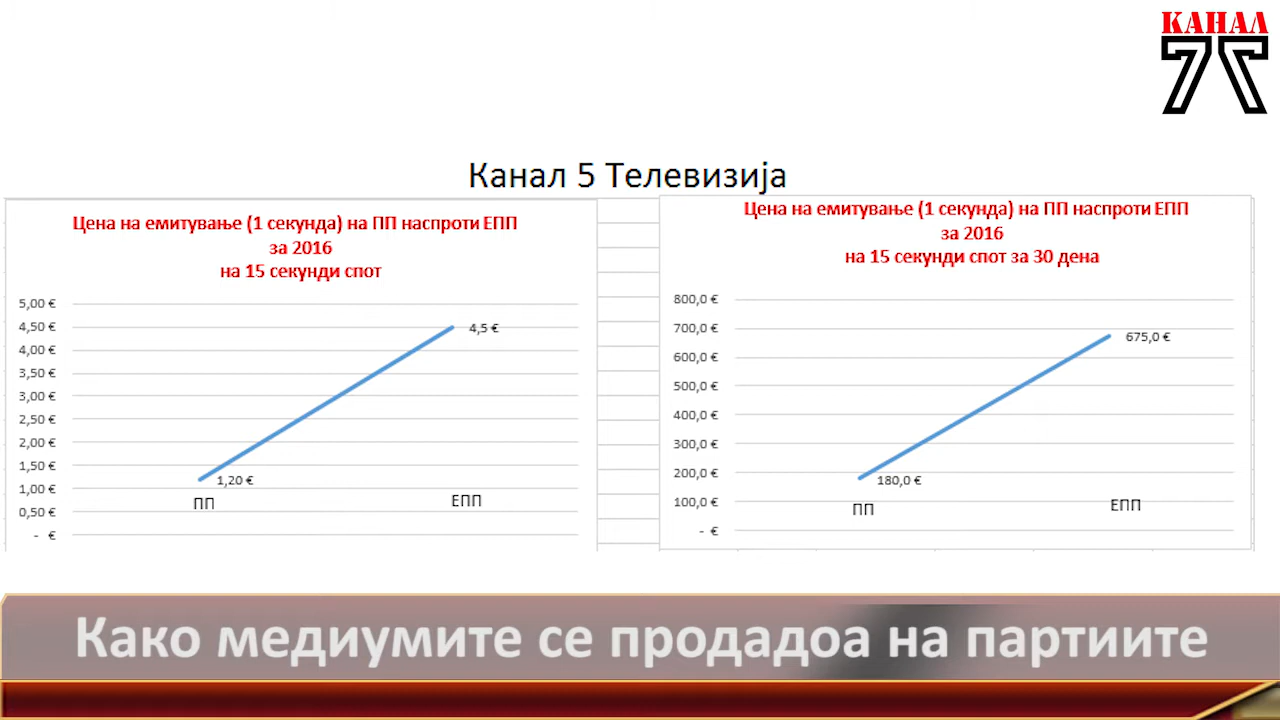 КАНАЛ
77
Канал 5 Телевизија
Цена на емитување (1 секунда) на ПП наспроти ЕПП
за 2016
на 15 секунди спот
5,00 €
4,50 €
4,00 €
3,50 €
3,00 €
2,50 €
2,00 €
1,50 €
1,00 €
0,50 €
- €
4,5 €
1,20 €
ПП
ЕПП
Цена на емитување (1 секунда) на ПП наспроти ЕПП
за 2016
на 15 секунди спот за 30 дена
800,0 €
700,0 €
600,0 €
500,0 €
400,0 €
300,0 €
200,0 €
100,0 €
- €
675,0 €
180,0 €
ПП
ЕПП
Како медиумите се продадоа на партиите